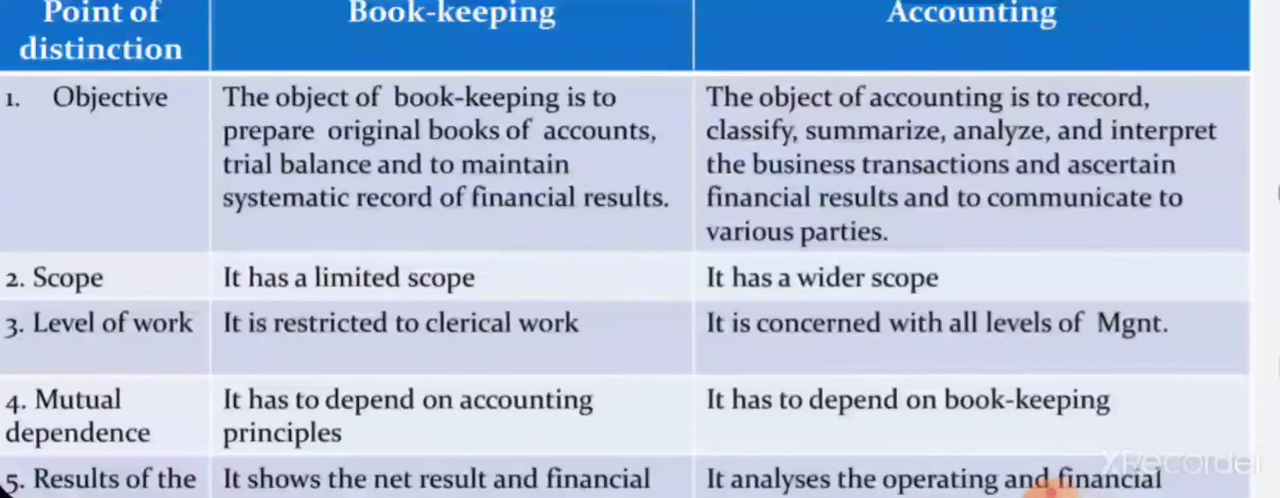 Point of distinction
Book-keeping
Accounting
1. Objective
The object of book-keeping is to
prepare original books of accounts,
trial balance and to maintain
systematic record of financial results.
The object of accounting is to record,
classify, summarize, analyze, and interpret
the business transactions and ascertain
financial results and to communicate to
various parties.
2. Scope
It has a limited scope
It has a wider scope
3. Level of work
It is restricted to clerical work
It is concerned with all levels of Mgnt.
4. Mutual
dependence
It has to depend on accounting
principles
It has to depend on book-keeping
5. Results of the
It shows the net result and financial
It analyses the operating and financial
XRecorder